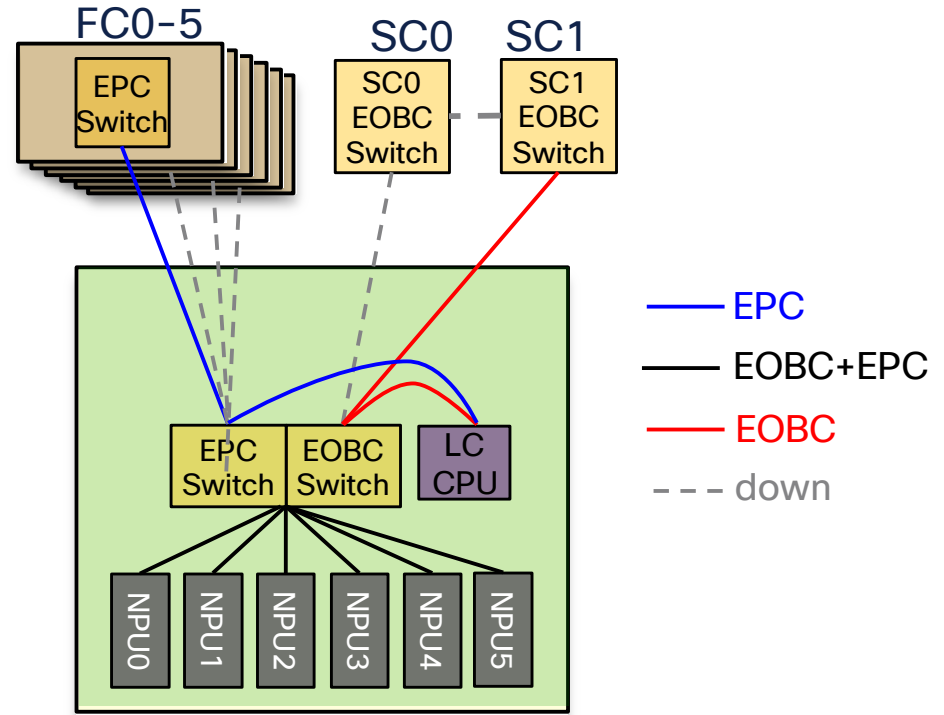 FC0-5
SC0
SC1
EPC
Switch
SC0
EOBC
Switch
SC1
EOBC
Switch
EPC
EOBC+EPC
EOBC
down
EPC
Switch
EOBC
Switch
LC
CPU
NPU0
NPU1
NPU2
NPU3
NPU4
NPU5